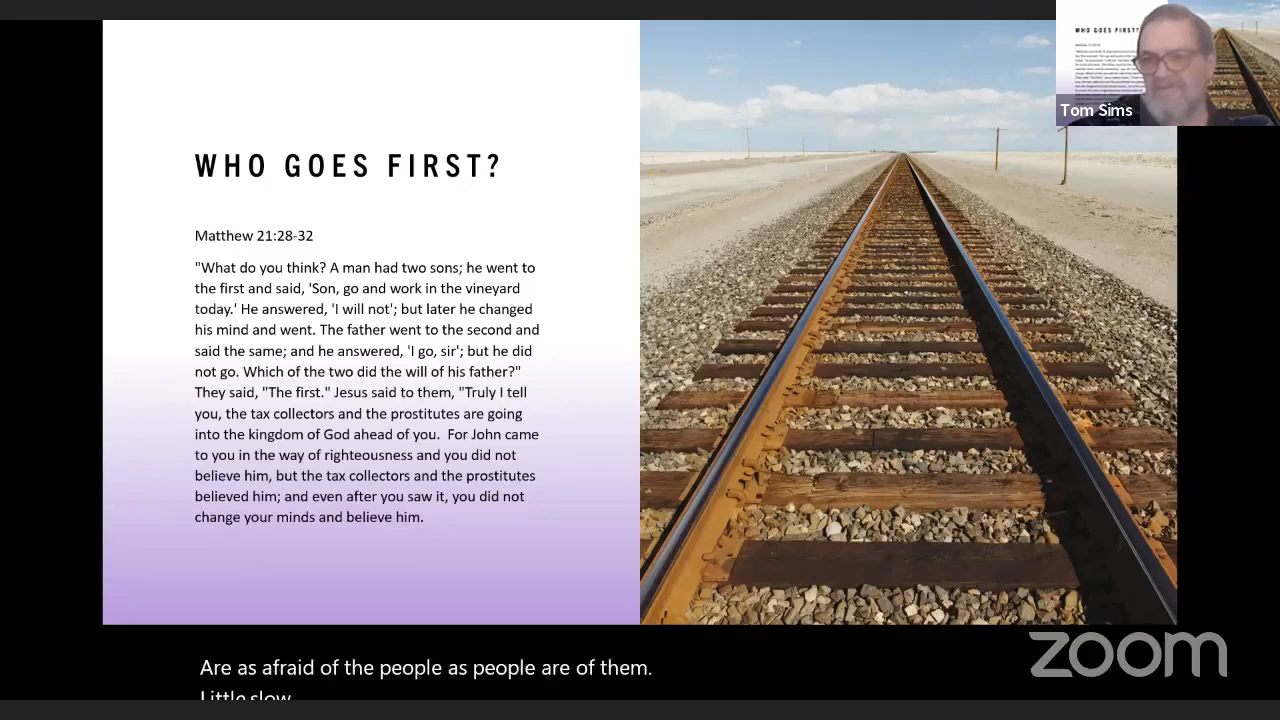 WHO GOES FIRST?
Matthew 21:28-32
"What do you think? A man had two sons; he went to
the first and said, 'Son, go and work in the vineyard
today.' He answered, 'I will not'; but later he changed
his mind and went. The father went to the second and
said the same; and he answered, 'I go, sir'; but he did
not go. Which of the two did the will of his father?"
They said, "The first." Jesus said to them, "Truly I tell
you, the tax collectors and the prostitutes are going
into the kingdom of God ahead of you.  For John came
to you in the way of righteousness and you did not
believe him, but the tax collectors and the prostitutes
believed him; and even after you saw it, you did not
change your minds and believe him.
WHO GOES FIRST?
Tom Sims
zoom
Are as afraid of the people as people are of them.
Little slow